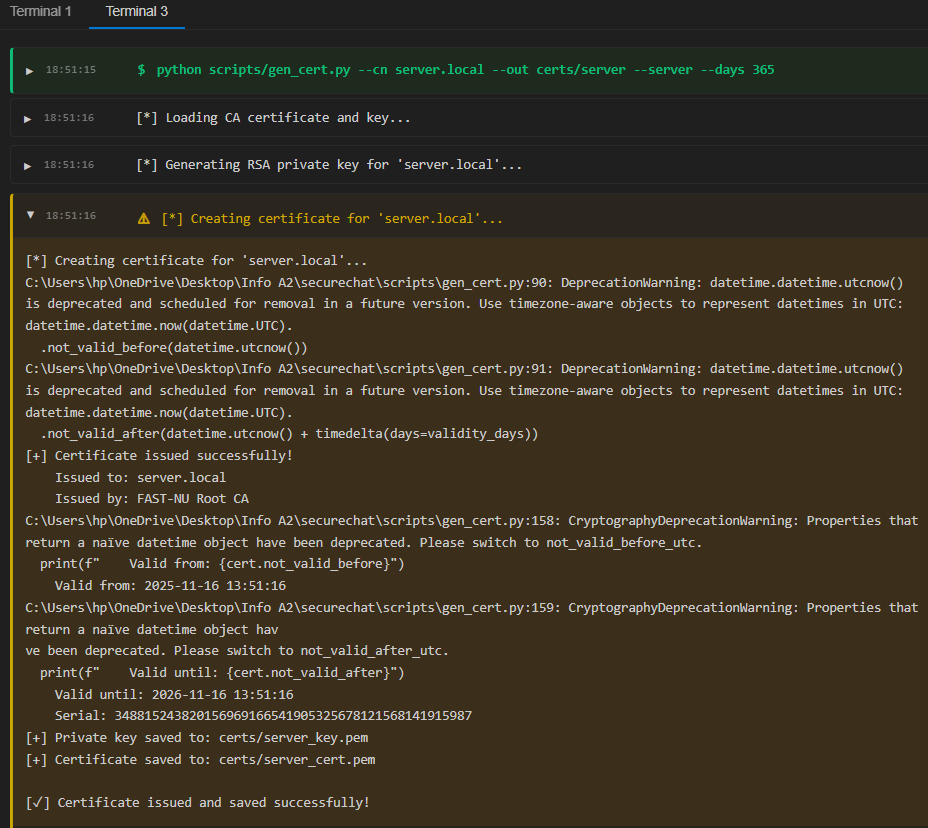 Terminal 1 Terminal 3
18:51:15 $ python scripts/gen_cert.py --cn server.local --out certs/server --server --days 365
18:51:16 [*] Loading CA certificate and key...
18:51:16 [*] Generating RSA private key for 'server.local'...
18:51:16 ⚠ [*] Creating certificate for 'server.local'...
[*] Creating certificate for 'server.local'...
C:\Users\hp\OneDrive\Desktop\Info A2\securechat\scripts\gen_cert.py:90: DeprecationWarning: datetime.datetime.utcnow()
is deprecated and scheduled for removal in a future version. Use timezone-aware objects to represent datetimes in UTC:
datetime.datetime.now(datetime.UTC).
  .not_valid_before(datetime.utcnow())
C:\Users\hp\OneDrive\Desktop\Info A2\securechat\scripts\gen_cert.py:91: DeprecationWarning: datetime.datetime.utcnow()
is deprecated and scheduled for removal in a future version. Use timezone-aware objects to represent datetimes in UTC:
datetime.datetime.now(datetime.UTC).
  .not_valid_after(datetime.utcnow() + timedelta(days=validity_days))
[+] Certificate issued successfully!
    Issued to: server.local
    Issued by: FAST-NU Root CA
C:\Users\hp\OneDrive\Desktop\Info A2\securechat\scripts\gen_cert.py:158: CryptographyDeprecationWarning: Properties that
return a naïve datetime object have been deprecated. Please switch to not_valid_before_utc.
  print(f"    Valid from: {cert.not_valid_before}")
    Valid from: 2025-11-16 13:51:16
C:\Users\hp\OneDrive\Desktop\Info A2\securechat\scripts\gen_cert.py:159: CryptographyDeprecationWarning: Properties that
return a naïve datetime object hav
ve been deprecated. Please switch to not_valid_after_utc.
  print(f"    Valid until: {cert.not_valid_after}")
    Valid until: 2026-11-16 13:51:16
    Serial: 348815243820156969166541905325678121568141915987
[+] Private key saved to: certs/server_key.pem
[+] Certificate saved to: certs/server_cert.pem
[✓] Certificate issued and saved successfully!